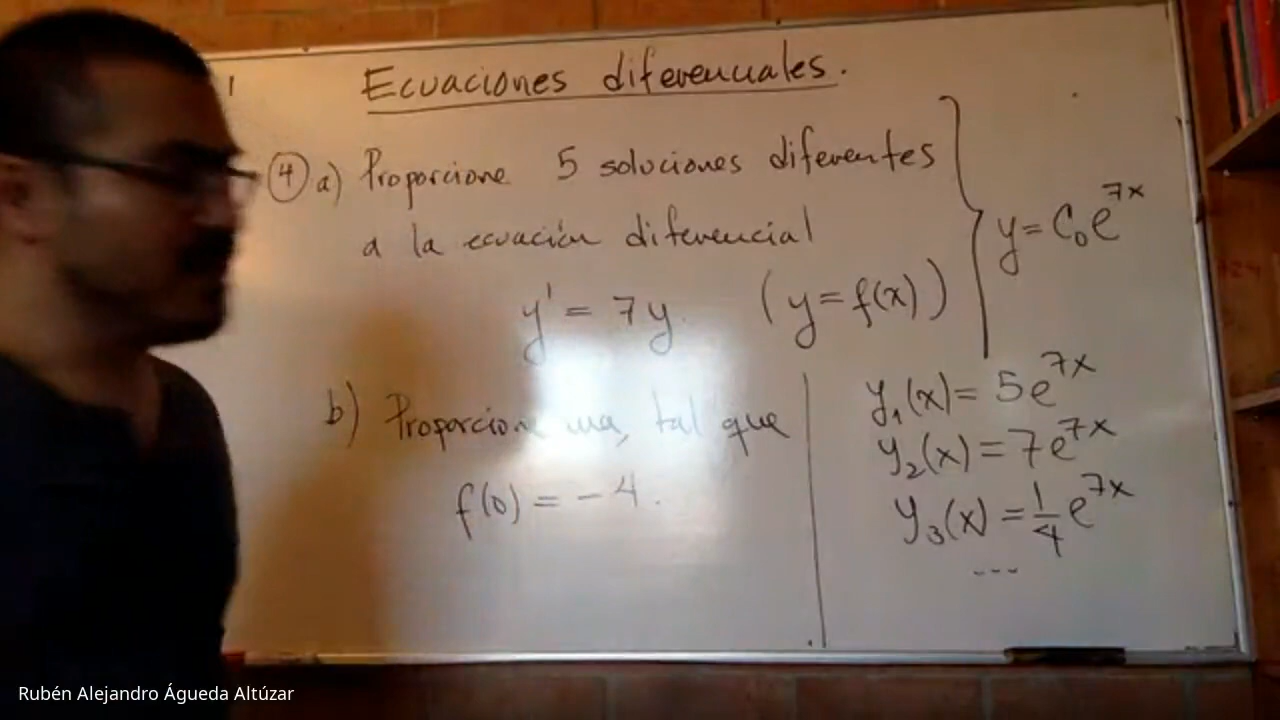 Ecuaciones diferenciales.
④ a) Proporcione 5 soluciones diferentes
a la ecuación diferencial
y' = 7y (y = f(x))
y = C₀e^{7x}
b) Proporcione una, tal que
f(0) = -4.
y₁(x) = 5e^{7x}
y₂(x) = 7e^{7x}
y₃(x) = \frac{1}{4}e^{7x}
---
Rubén Alejandro Águeda Altúzar